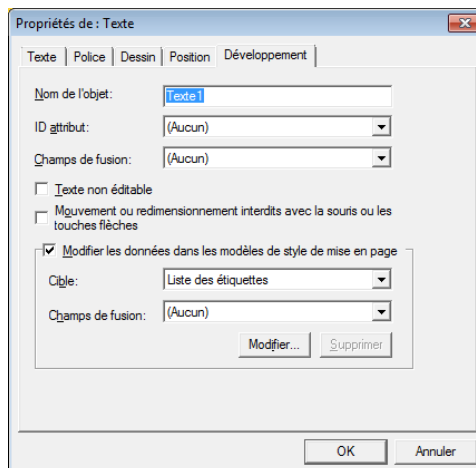 Propriétés de : Texte
Texte Police Dessin Position Développement
Nom de l'objet: Texte1
ID attribut: (Aucun)
Champs de fusion: (Aucun)
Texte non éditable
Mouvement ou redimensionnement interdits avec la souris ou les
touches flèches
Modifier les données dans les modèles de style de mise en page
Cible: Liste des étiquettes
Champs de fusion: (Aucun)
Modifier... Supprimer
OK Annuler